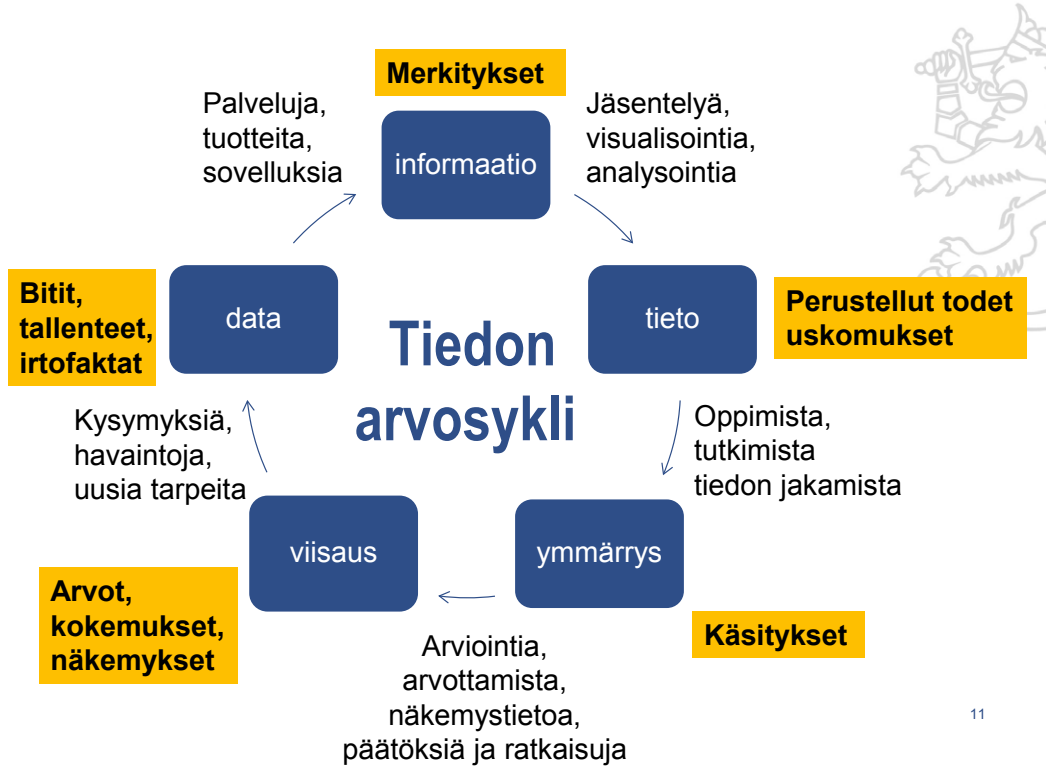 Merkitykset
Palveluja,
tuotteita,
sovelluksia
informaatio
Jäsentelyä,
visualisointia,
analysointia
Bitit,
tallenteet,
irtofaktat
data
Tiedon
arvosykli
tieto
Perustellut todet
uskomukset
Kysymyksiä,
havaintoja,
uusia tarpeita
Oppimista,
tutkimista
tiedon jakamista
viisaus
ymmärrys
Arvot,
kokemukset,
näkemykset
Käsitykset
Arviointia,
arvottamista,
näkemystietoa,
päätöksiä ja ratkaisuja
11